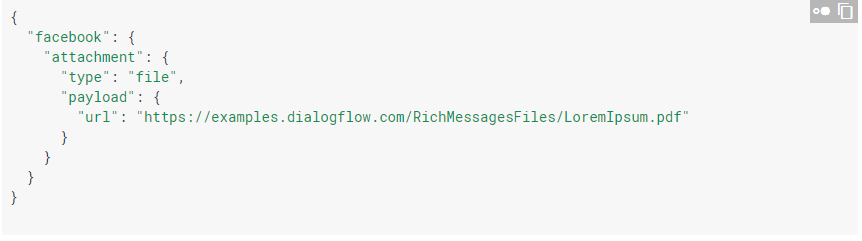 {
  "facebook": {
    "attachment": {
      "type": "file",
      "payload": {
        "url": "https://examples.dialogflow.com/RichMessagesFiles/LoremIpsum.pdf"
      }
    }
  }
}